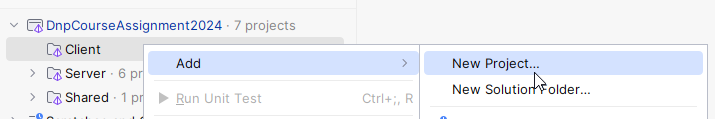 DnpCourseAssignment2024 · 7 projects
Client
Add
New Project...
Server · 6 pr
New Solution Folder...
Shared · 1 pr
Run Unit Test Ctrl+;, R